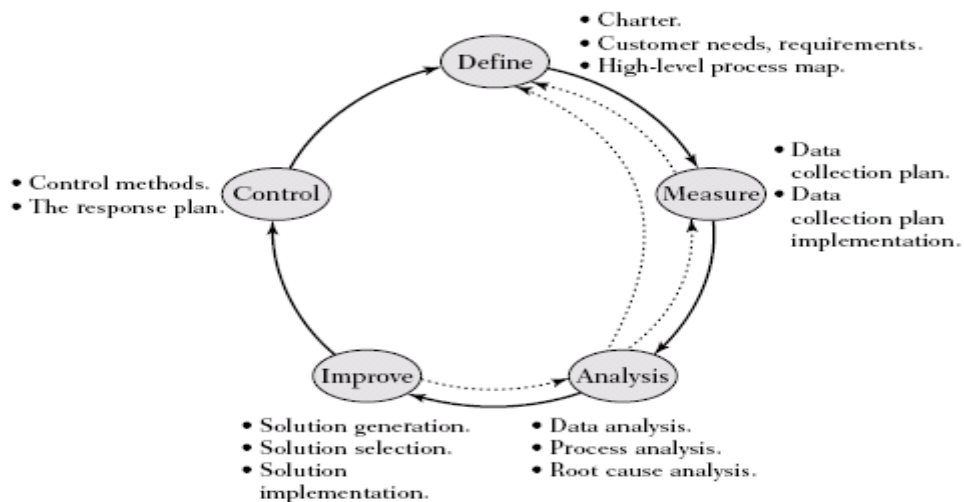 Define
• Charter.
• Customer needs, requirements.
• High-level process map.
Measure
• Data
collection plan.
• Data
collection plan
implementation.
Analysis
• Data analysis.
• Process analysis.
• Root cause analysis.
Improve
• Solution generation.
• Solution selection.
• Solution
implementation.
Control
• Control methods.
• The response plan.